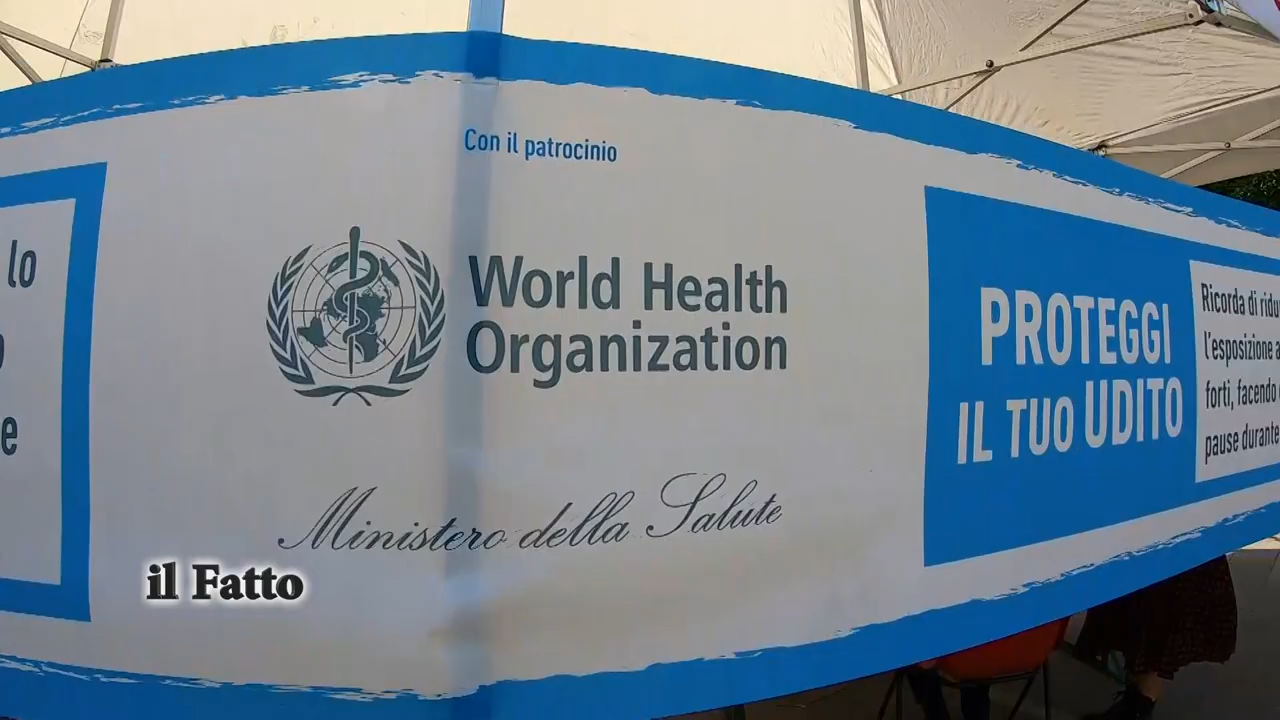 lo
e
Con il patrocinio
World Health
Organization
Ministero della Salute
PROTEGGI
IL TUO UDITO
Ricorda di
l'esposizione
forti, facendo
pause durante
il Fatto